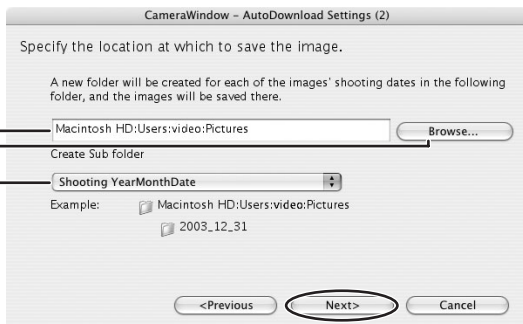 CameraWindow – AutoDownload Settings (2)
Specify the location at which to save the image.
A new folder will be created for each of the images' shooting dates in the following
folder, and the images will be saved there.
Macintosh HD:Users:video:Pictures
Browse...
Create Sub folder
Shooting YearMonthDate
Example: Macintosh HD:Users:video:Pictures
2003_12_31
<Previous Next> Cancel